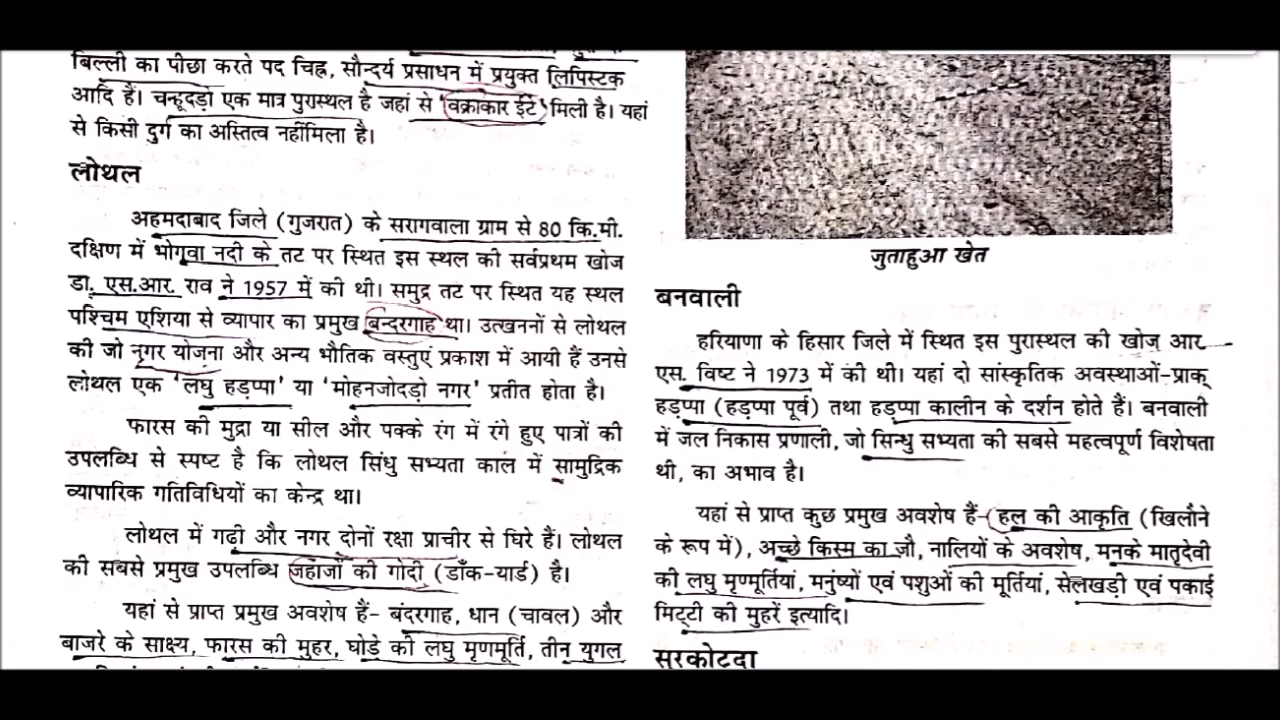 बिल्ली का पीछा करते पद चिह्न, सौन्दर्य प्रसाधन में प्रयुक्त लिपिस्टक
आदि हैं। चन्हूदड़ो एक मात्र पुरास्थल है जहां से 'वक्राकार ईंटें' मिली है। यहां
से किसी दुर्ग का अस्तित्व नहींमिला है।
लोथल
अहमदाबाद जिले (गुजरात) के सरागवाला ग्राम से 80 कि.मी.
दक्षिण में भोगवा नदी के तट पर स्थित इस स्थल की सर्वप्रथम खोज
डा. एस.आर. राव ने 1957 में की थी। समुद्र तट पर स्थित यह स्थल
पश्चिम एशिया से व्यापार का प्रमुख बन्दरगाह था। उत्खननों से लोथल
की जो नगर योजना और अन्य भौतिक वस्तुएं प्रकाश में आयी हैं उनसे
लोथल एक 'लघु हड़प्पा' या 'मोहनजोदड़ो नगर' प्रतीत होता है।
फारस की मुद्रा या सील और पक्के रंग में रंगे हुए पात्रों की
उपलब्धि से स्पष्ट है कि लोथल सिंधु सभ्यता काल में सामुद्रिक
व्यापारिक गतिविधियों का केन्द्र था।
लोथल में गढ़ी और नगर दोनों रक्षा प्राचीर से घिरे हैं। लोथल
की सबसे प्रमुख उपलब्धि जहाजों की गोदी (डॉक-यार्ड) है।
यहां से प्राप्त प्रमुख अवशेष हैं- बंदरगाह, धान (चावल) और
बाजरे के साक्ष्य, फारस की मुहर, घोड़े की लघु मृणमूर्ति, तीन युगल
जुताहुआ खेत
बनवाली
हरियाणा के हिसार जिले में स्थित इस पुरास्थल की खोज आर.
एस. विष्ट ने 1973 में की थी। यहां दो सांस्कृतिक अवस्थाओं-प्राक्
हड़प्पा (हड़प्पा पूर्व) तथा हड़प्पा कालीन के दर्शन होते हैं। बनवाली
में जल निकास प्रणाली, जो सिन्धु सभ्यता की सबसे महत्वपूर्ण विशेषता
थी, का अभाव है।
यहां से प्राप्त कुछ प्रमुख अवशेष हैं- हल की आकृति (खिलौने
के रूप में), अच्छे किस्म का जौ, नालियों के अवशेष, मनके मातृदेवी
की लघु मृण्मूर्तियां, मनुंष्यों एवं पशुओं की मूर्तियां, सेलखड़ी एवं पकाई
मिट्टी की मुहरें इत्यादि।
सरकोटदा